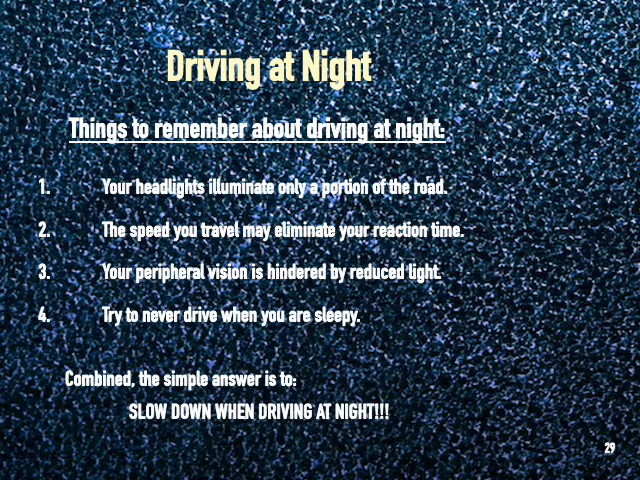 Driving at Night
Things to remember about driving at night:
1. Your headlights illuminate only a portion of the road.
2. The speed you travel may eliminate your reaction time.
3. Your peripheral vision is hindered by reduced light.
4. Try to never drive when you are sleepy.
Combined, the simple answer is to:
SLOW DOWN WHEN DRIVING AT NIGHT!!!
29